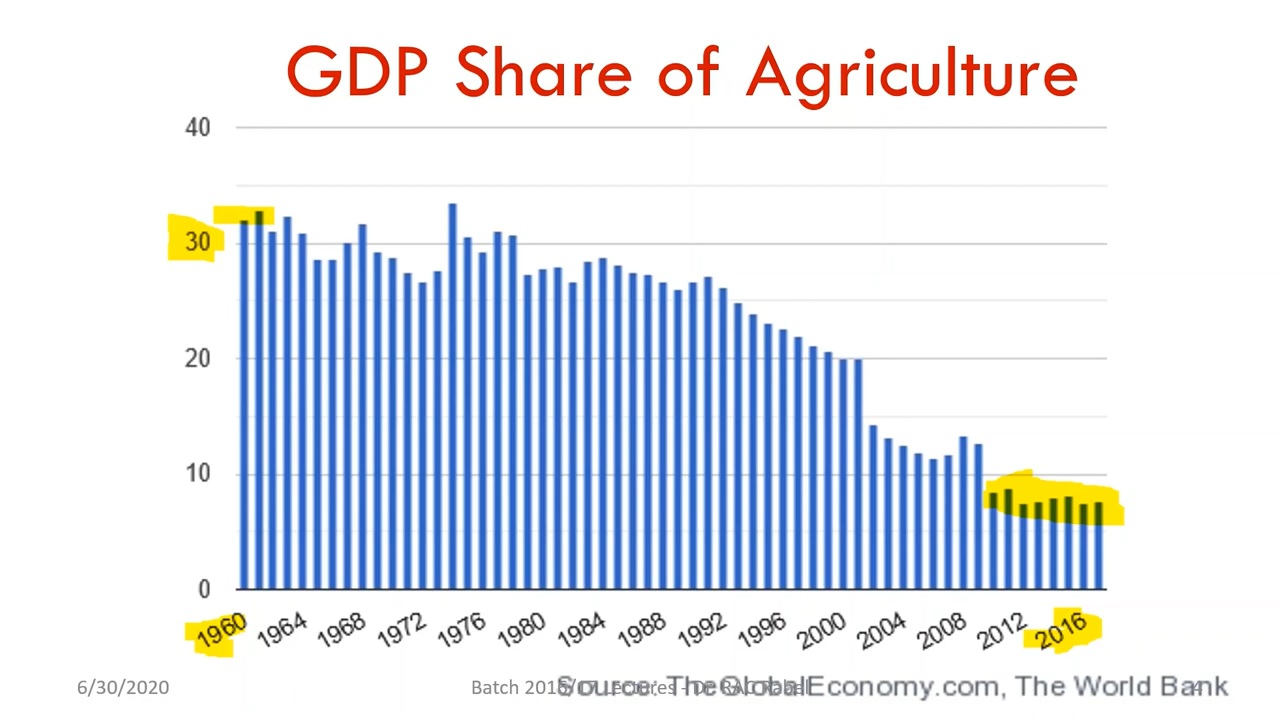 GDP Share of Agriculture
40
30
20
10
0
1960 1964 1968 1972 1976 1980 1984 1988 1992 1996 2000 2004 2008 2012 2016
6/30/2020
Batch
Source: TheGlobalEconomy.com, The World Bank